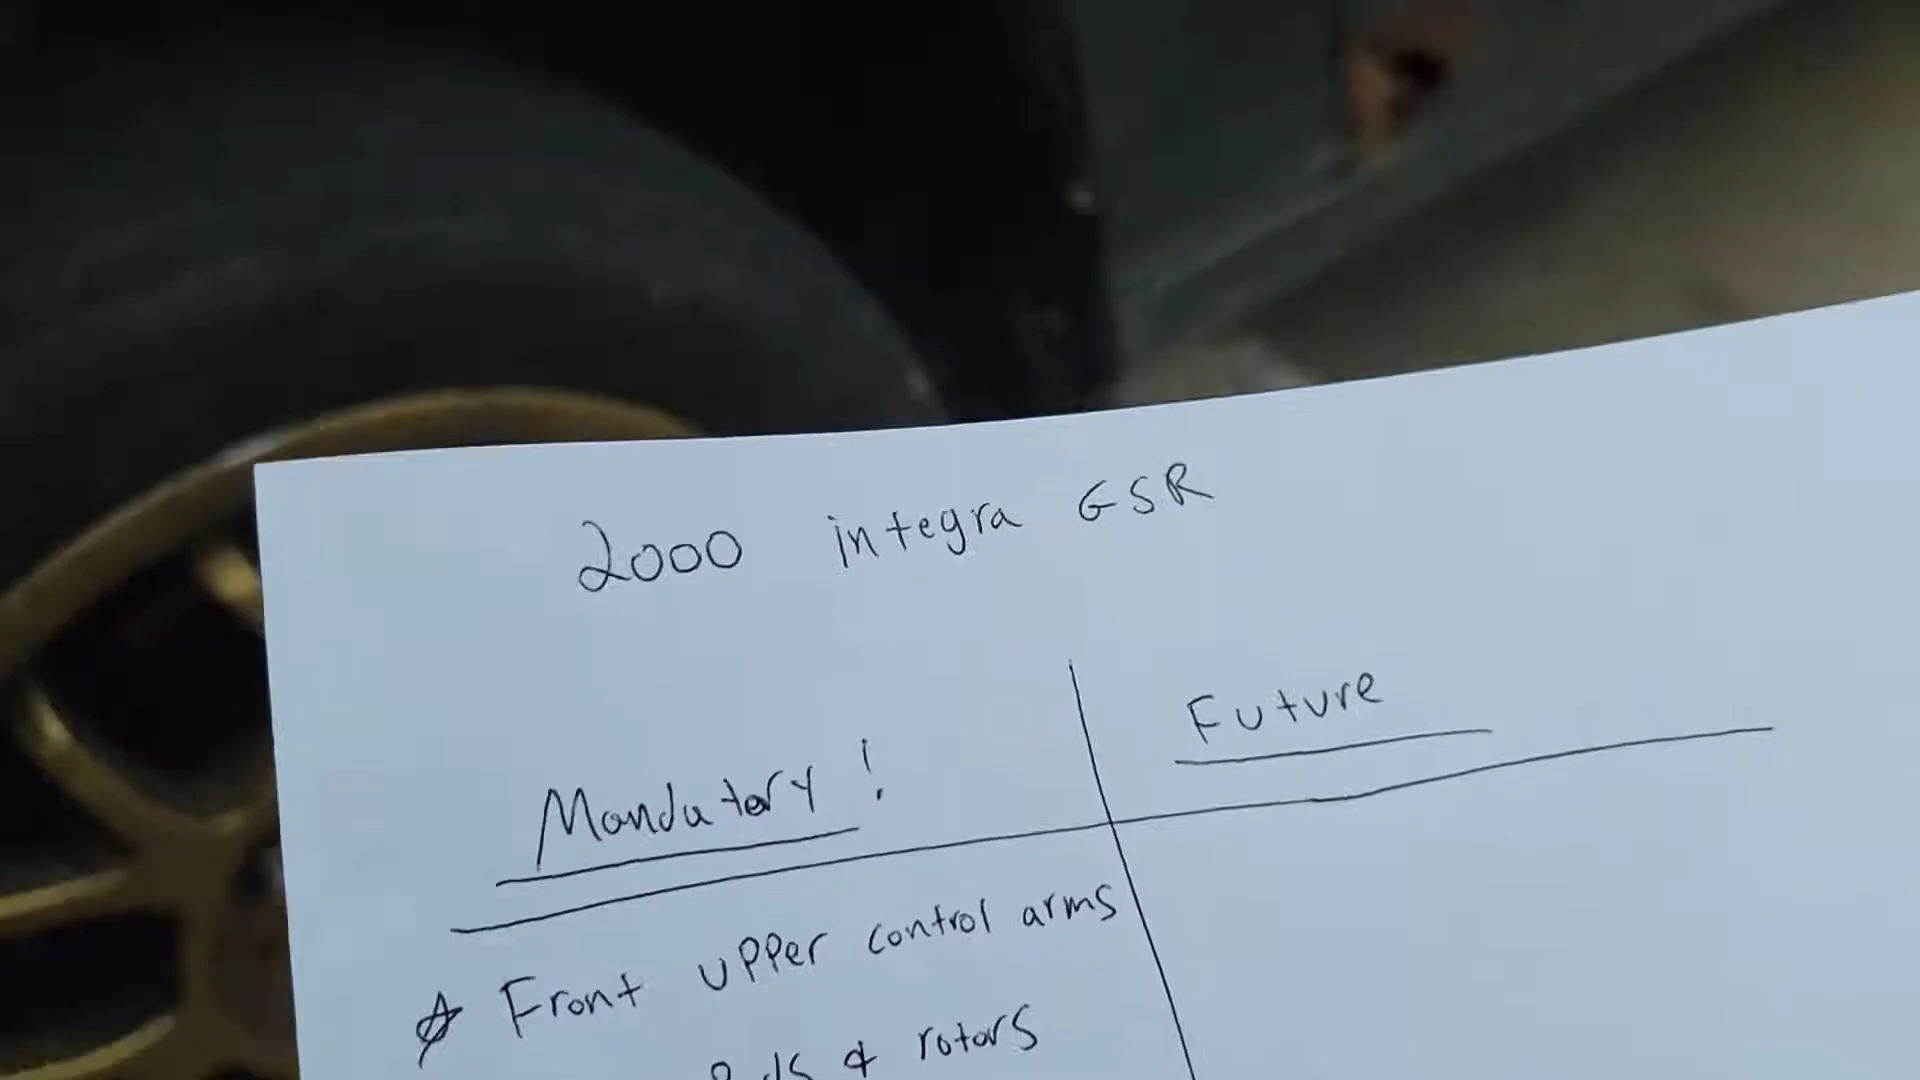 2000 integra GSR
Mandatory!
Future
Front upper control arms
& rotors